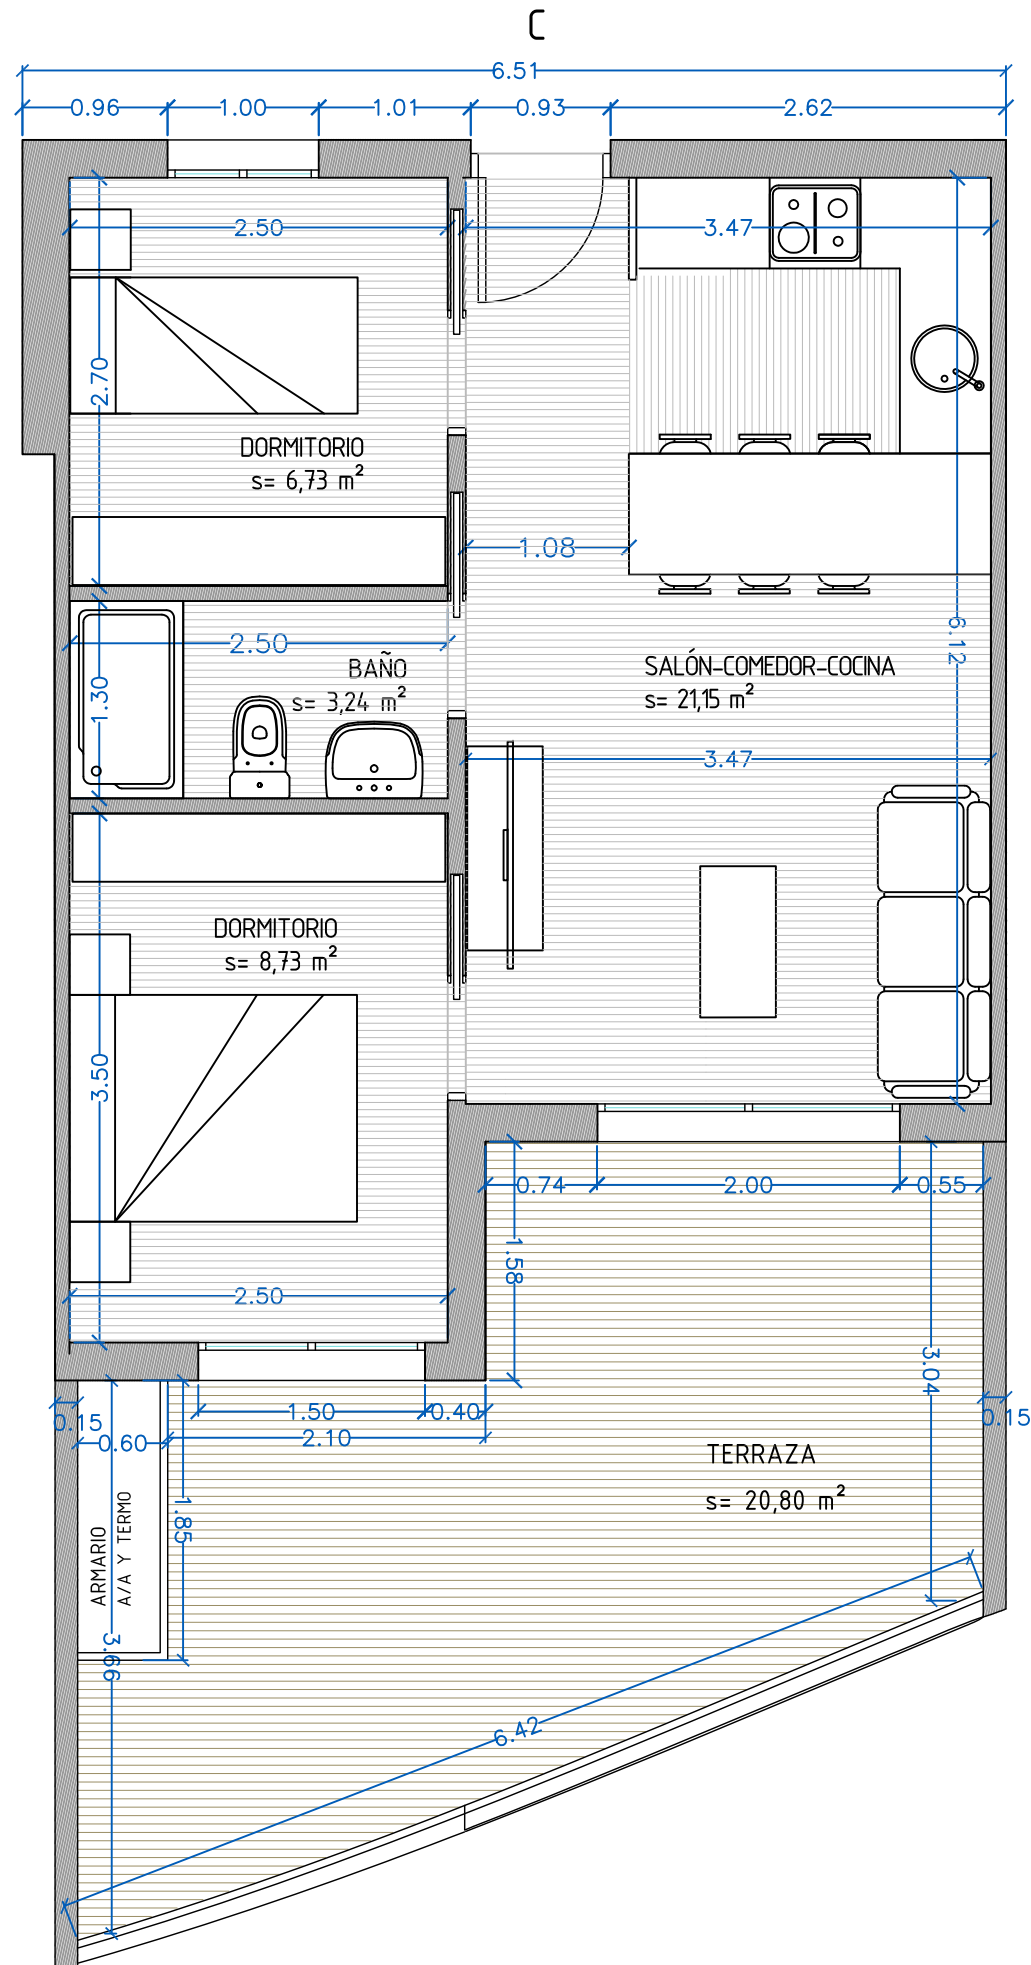 C
6.51
0.96 1.00 1.01 0.93 2.62
2.50 3.47
2.70
DORMITORIO
s= 6,73 m²
1.08
6.12
2.50
BAÑO
s= 3,24 m²
1.30
SALÓN-COMEDOR-COCINA
s= 21,15 m²
3.47
DORMITORIO
s= 8,73 m²
3.50
0.74 2.00 0.55
1.58
2.50
3.04
0.15 1.50 0.40 0.15
0.60 2.10
TERRAZA
s= 20,80 m²
1.85
ARMARIO
A/A Y TERMO
3.66
6.42